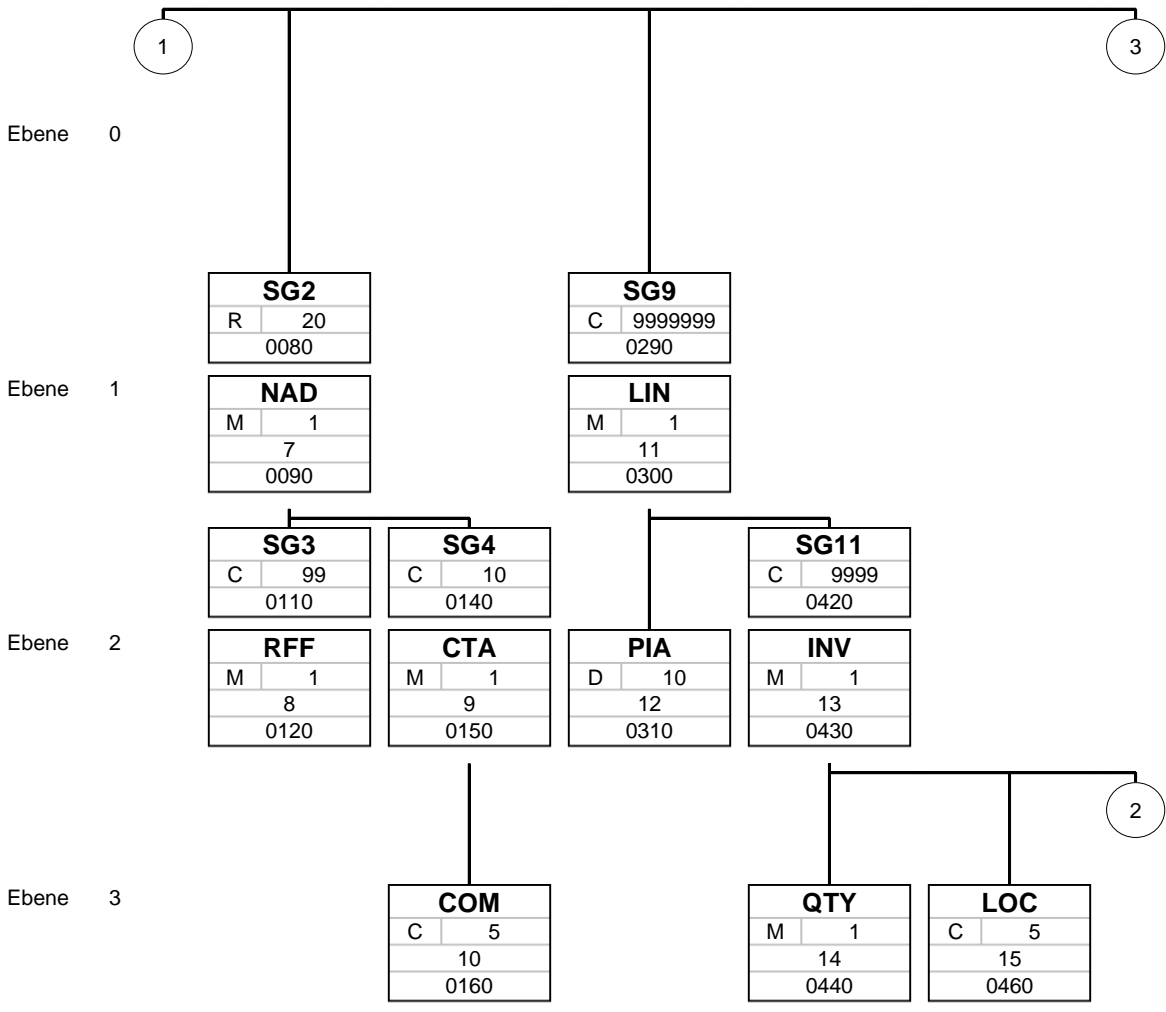 1 3
Ebene 0
SG2 SG9
R 20 C 9999999
0080 0290
Ebene 1 NAD LIN
M 1 M 1
7 11
0090 0300
SG3 SG4 SG11
C 99 C 10 C 9999
0110 0140 0420
Ebene 2 RFF CTA PIA INV
M 1 M 1 D 10 M 1
8 9 12 13
0120 0150 0310 0430
2
Ebene 3 COM QTY LOC
C 5 M 1 C 5
10 14 15
0160 0440 0460